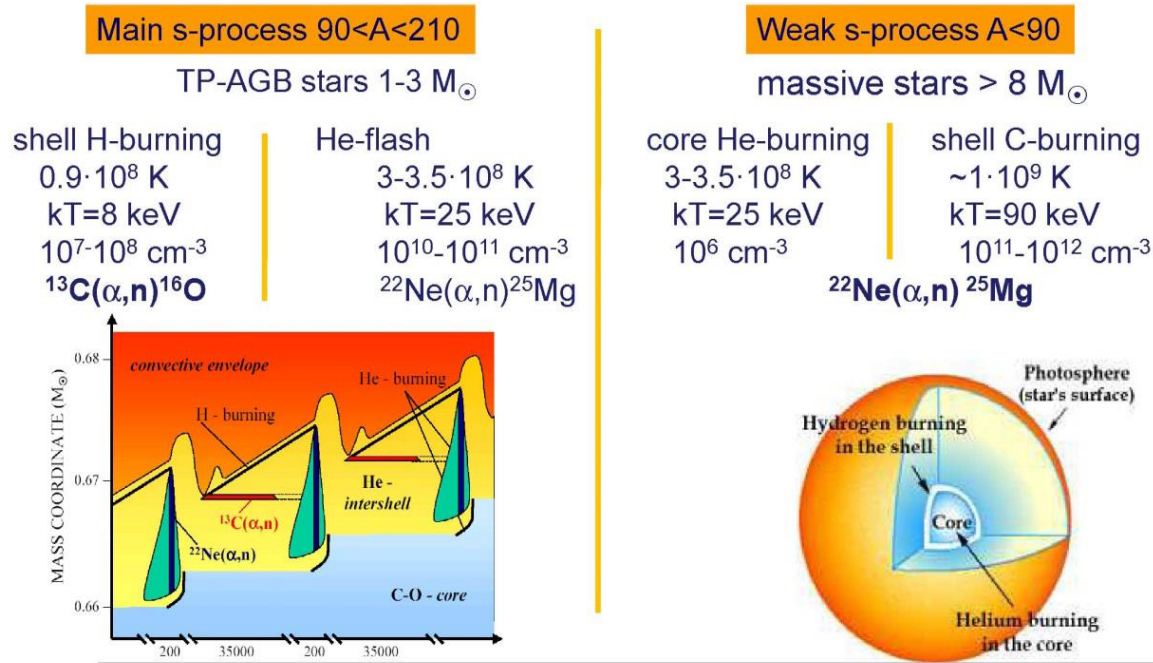 Main s-process 90<A<210
TP-AGB stars 1-3 M☉
shell H-burning
0.9·10⁸ K
kT=8 keV
10⁷-10⁸ cm⁻³
¹³C(α,n)¹⁶O
He-flash
3-3.5·10⁸ K
kT=25 keV
10¹⁰-10¹¹ cm⁻³
²²Ne(α,n)²⁵Mg
MASS COORDINATE (M☉)
0.68
0.67
0.66
convective envelope
H - burning
He - burning
He -
intershell
¹³C(α,n)
²²Ne(α,n)
C-O - core
200
35000
200
35000
Weak s-process A<90
massive stars > 8 M☉
core He-burning
3-3.5·10⁸ K
kT=25 keV
10⁶ cm⁻³
shell C-burning
~1·10⁹ K
kT=90 keV
10¹¹-10¹² cm⁻³
²²Ne(α,n) ²⁵Mg
Photosphere
(star's surface)
Hydrogen burning
in the shell
Core
Helium burning
in the core